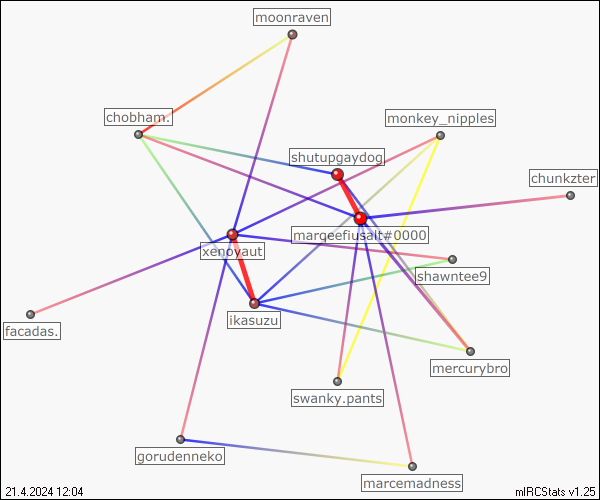 moonraven
chobham.
monkey_nipples
shutupgaydog
chunkzter
marqeefiusalt#0000
xenoyaut
shawntee9
ikasuzu
facadas.
mercurybro
swanky.pants
gorudenneko
marcemadness
21.4.2024 12:04
mIRCStats v1.25